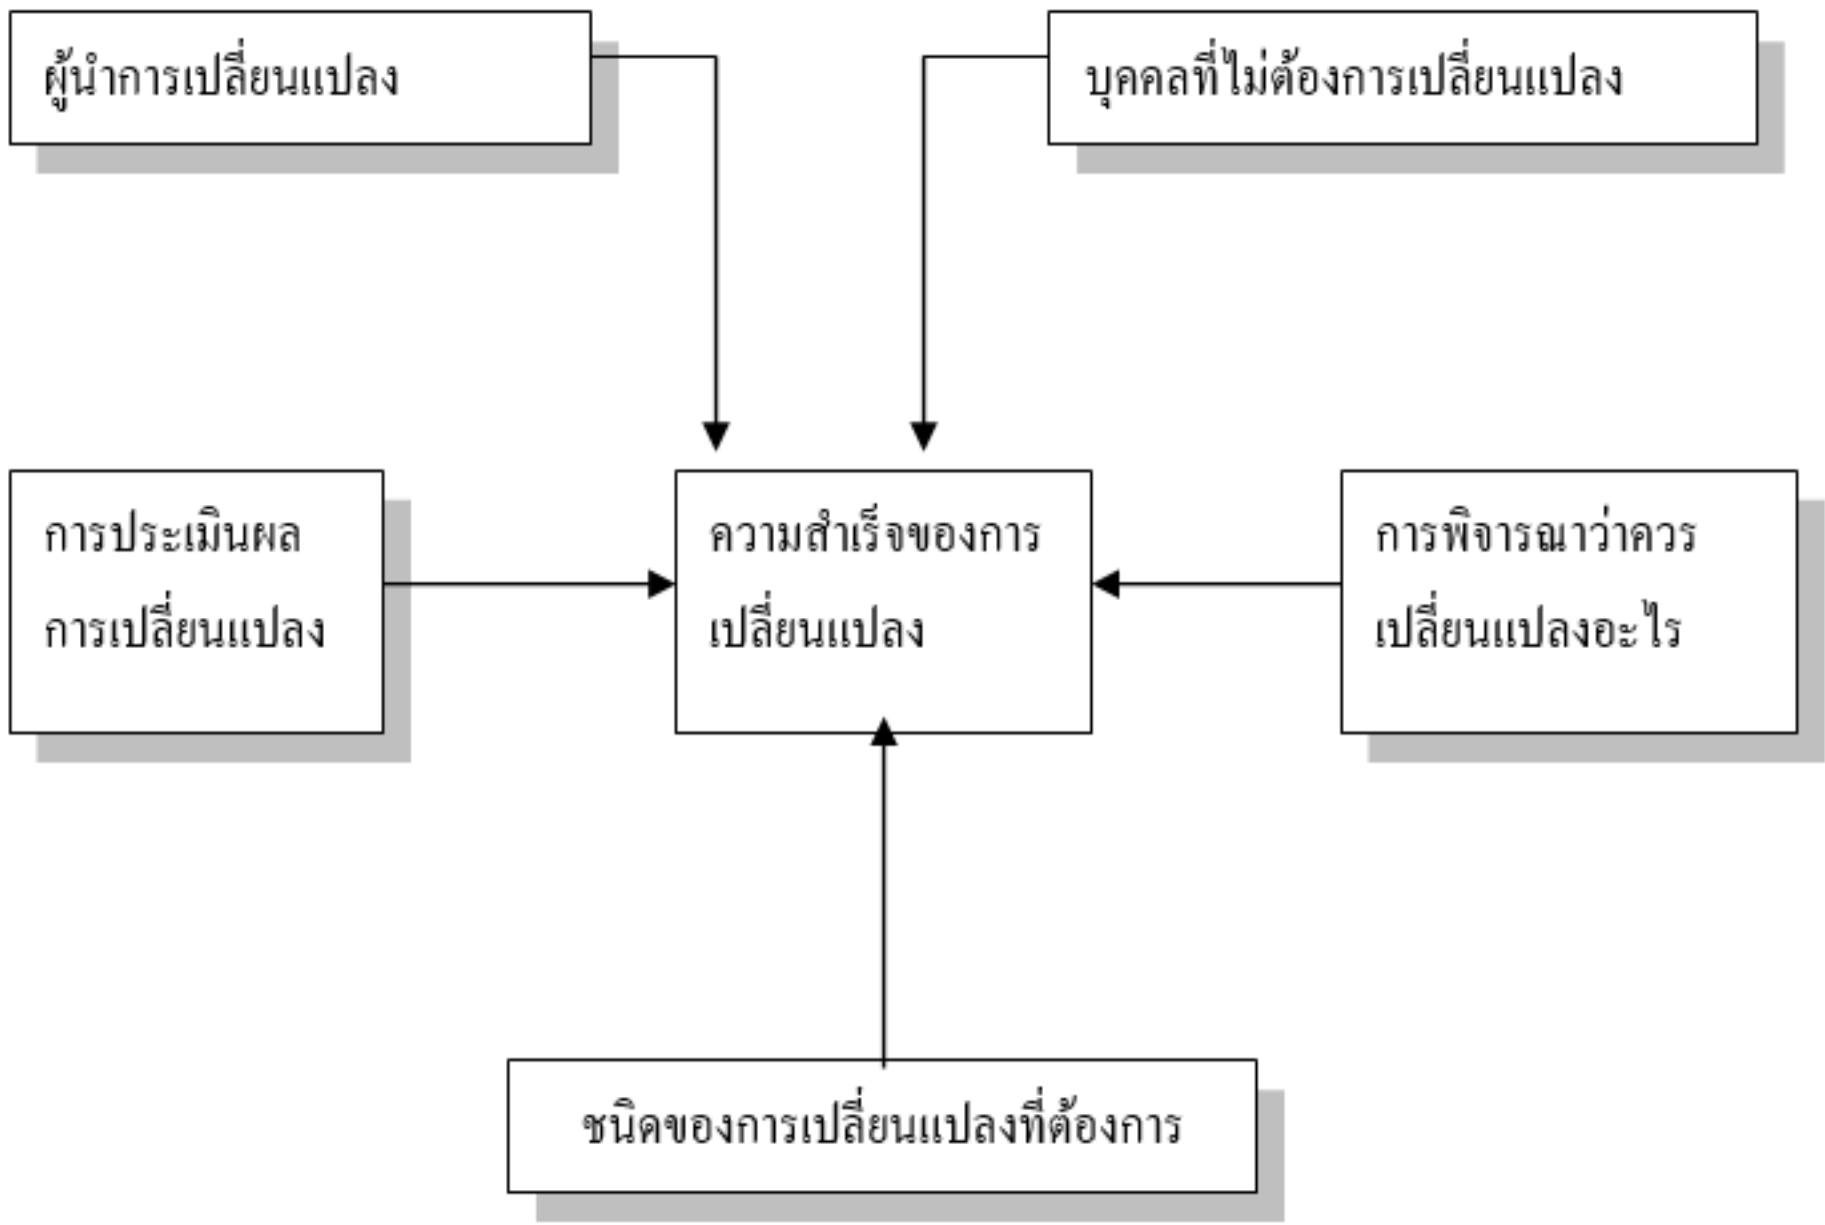 ผู้นำการเปลี่ยนแปลง
บุคคลที่ไม่ต้องการเปลี่ยนแปลง
การประเมินผล
การเปลี่ยนแปลง
ความสำเร็จของการ
เปลี่ยนแปลง
การพิจารณาว่าควร
เปลี่ยนแปลงอะไร
ชนิดของการเปลี่ยนแปลงที่ต้องการ